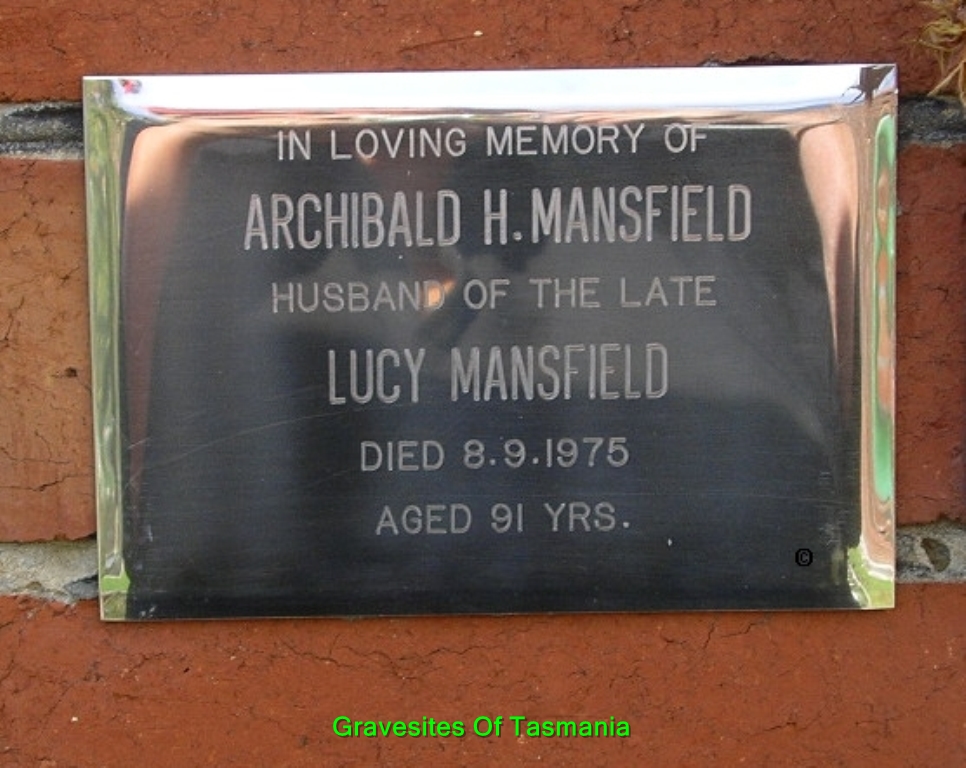 IN LOVING MEMORY OF
ARCHIBALD H. MANSFIELD
HUSBAND OF THE LATE
LUCY MANSFIELD
DIED 8.9.1975
AGED 91 YRS.
©
Gravesites Of Tasmania